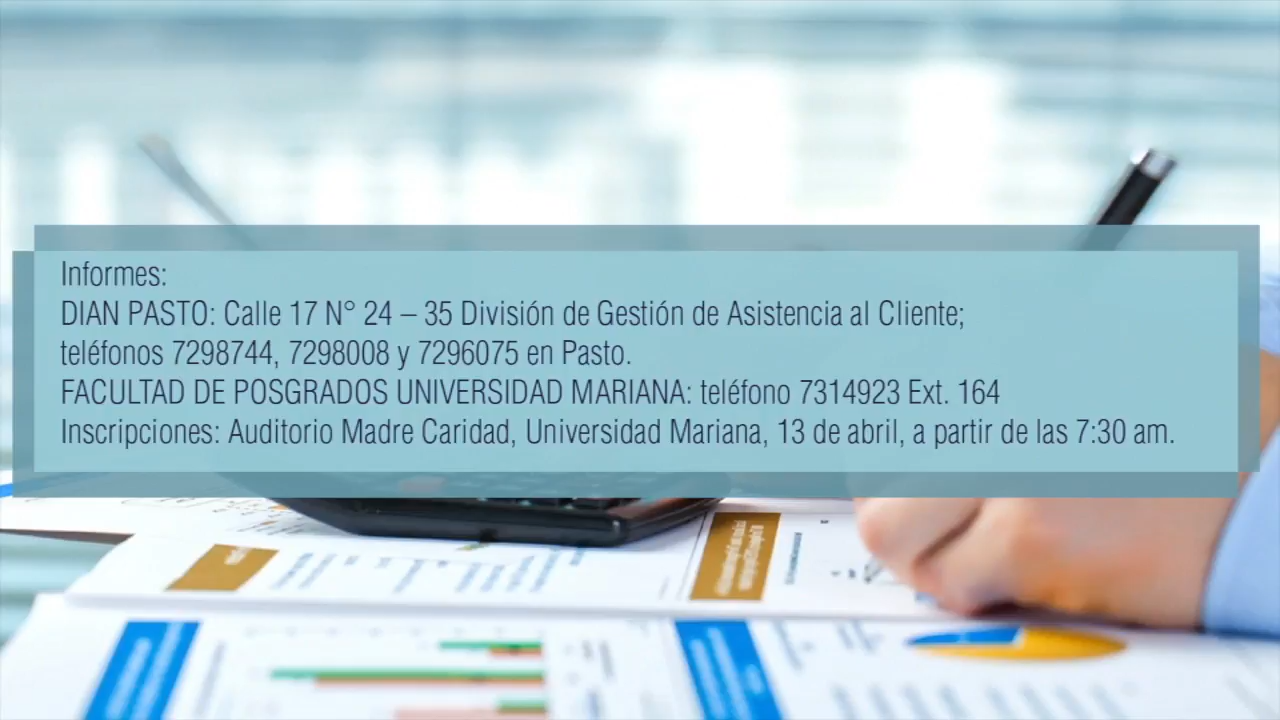 Informes:
DIAN PASTO: Calle 17 N° 24 – 35 División de Gestión de Asistencia al Cliente;
teléfonos 7298744, 7298008 y 7296075 en Pasto.
FACULTAD DE POSGRADOS UNIVERSIDAD MARIANA: teléfono 7314923 Ext. 164
Inscripciones: Auditorio Madre Caridad, Universidad Mariana, 13 de abril, a partir de las 7:30 am.